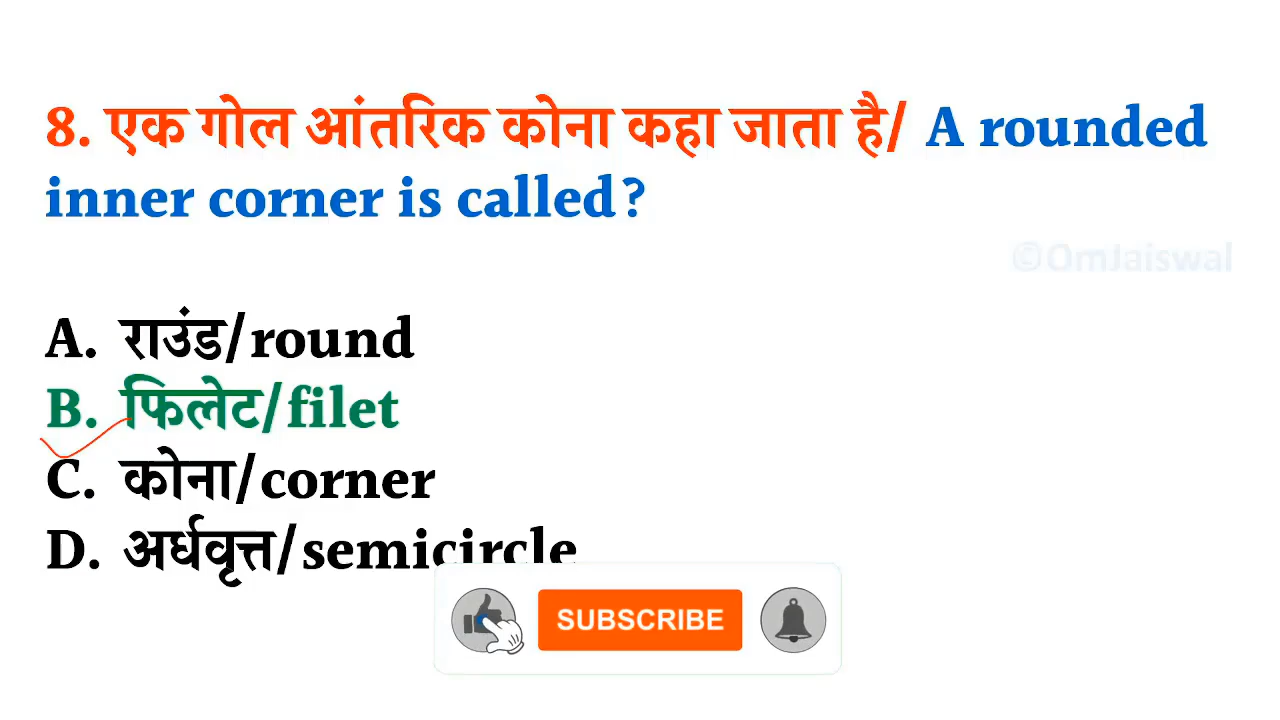 8. एक गोल आंतरिक कोना कहा जाता है/ A rounded
inner corner is called?
©OmJaiswal
A. राउंड/round
B. फिलेट/filet
C. कोना/corner
D. अर्धवृत्त/semicircle
SUBSCRIBE